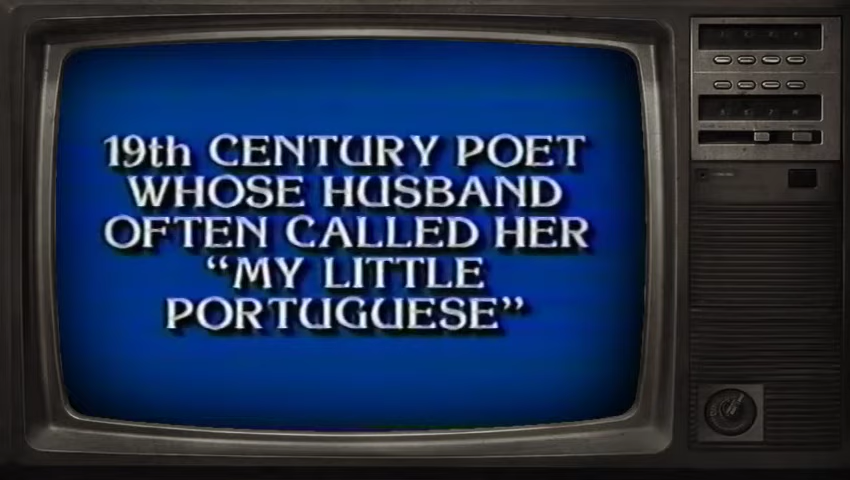 19th CENTURY POET
WHOSE HUSBAND
OFTEN CALLED HER
“MY LITTLE
PORTUGUESE”